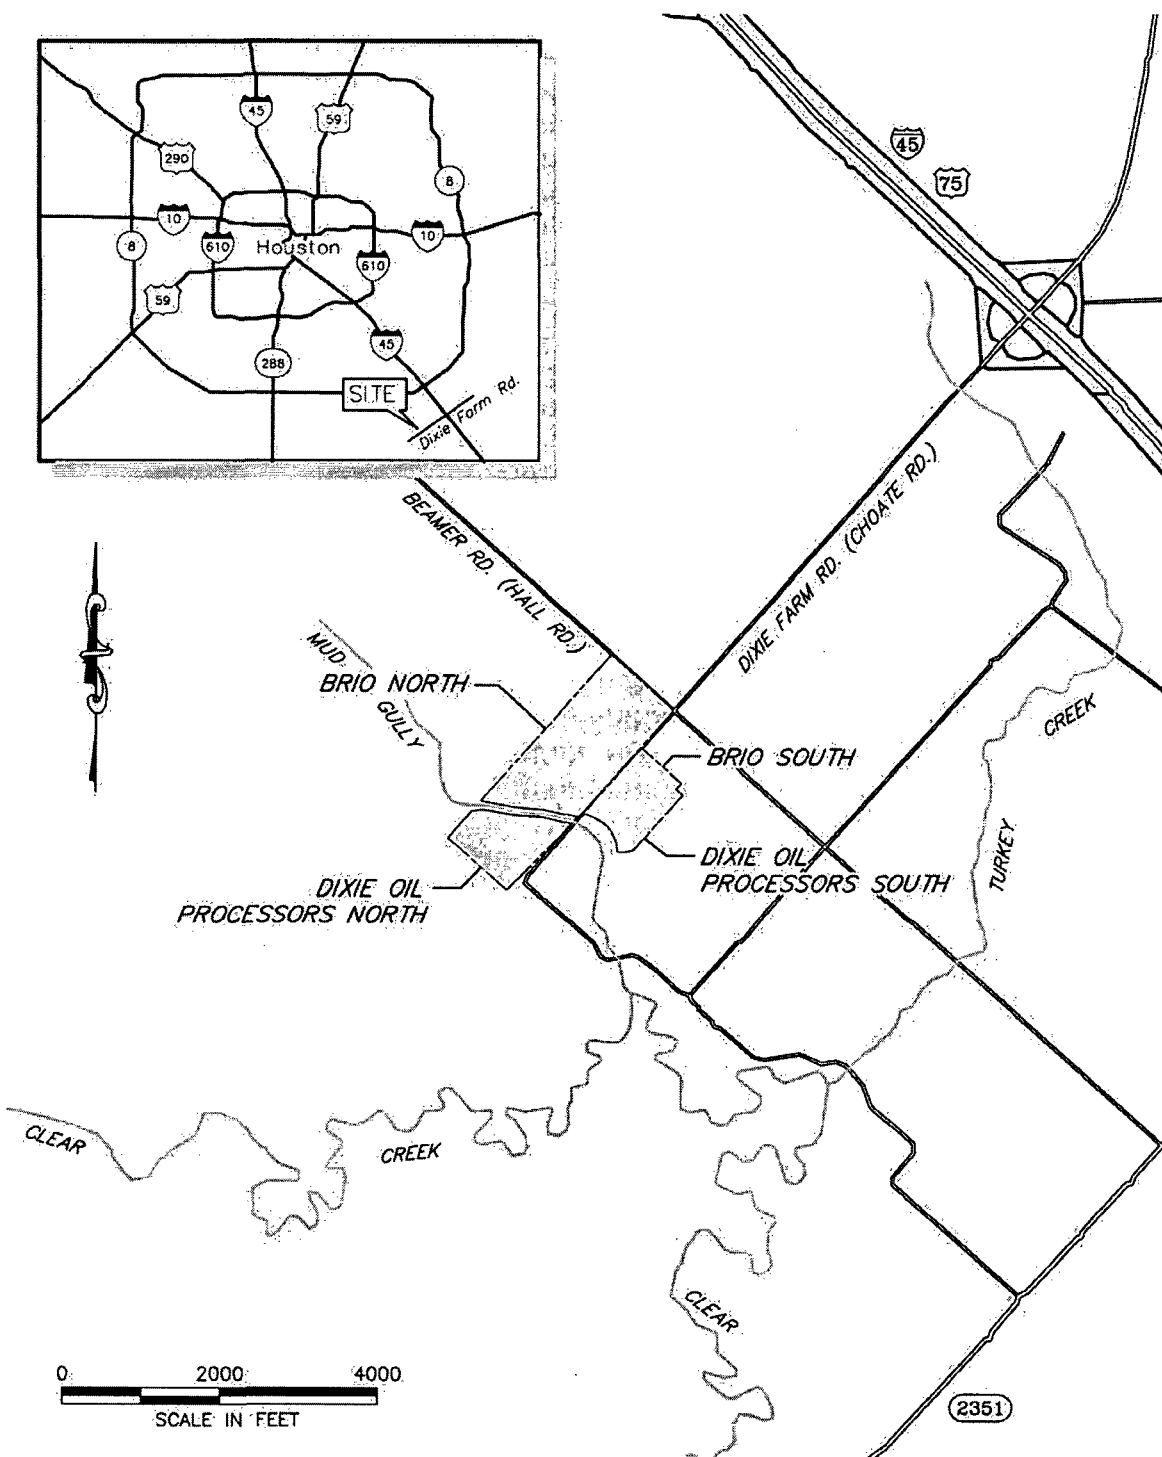 45
59
290
8
10
610
Houston
10
8
610
59
45
288
SITE
Dixie Farm Rd.
45
75
BEAMER RD. (HALL RD.)
DIXIE FARM RD. (CHOATE RD.)
MUD
GULLY
BRIO NORTH
BRIO SOUTH
CREEK
TURKEY
DIXIE OIL
PROCESSORS SOUTH
DIXIE OIL
PROCESSORS NORTH
CLEAR
CREEK
CLEAR
0 2000 4000
SCALE IN FEET
2351